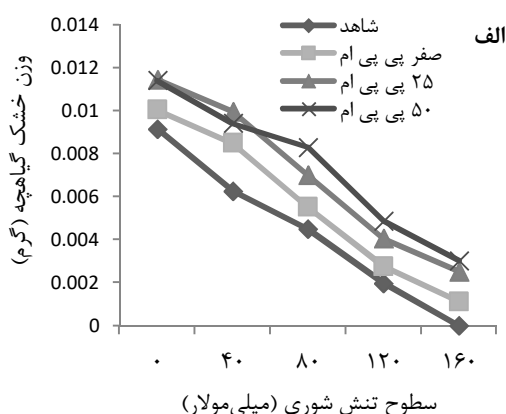 الف
شاهد
صفر پی پی ام
۲۵ پی پی ام
۵۰ پی پی ام
وزن خشک گیاهچه (گرم)
0.014
0.012
0.01
0.008
0.006
0.004
0.002
0
۰ ۴۰ ۸۰ ۱۲۰ ۱۶۰
سطوح تنش شوری (میلی‌مولار)